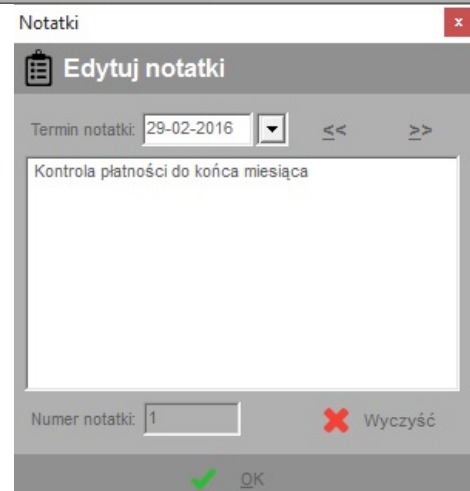 Notatki x
Edytuj notatki
Termin notatki: 29-02-2016 << >>
Kontrola płatności do końca miesiąca
Numer notatki: 1 Wyczyść
OK